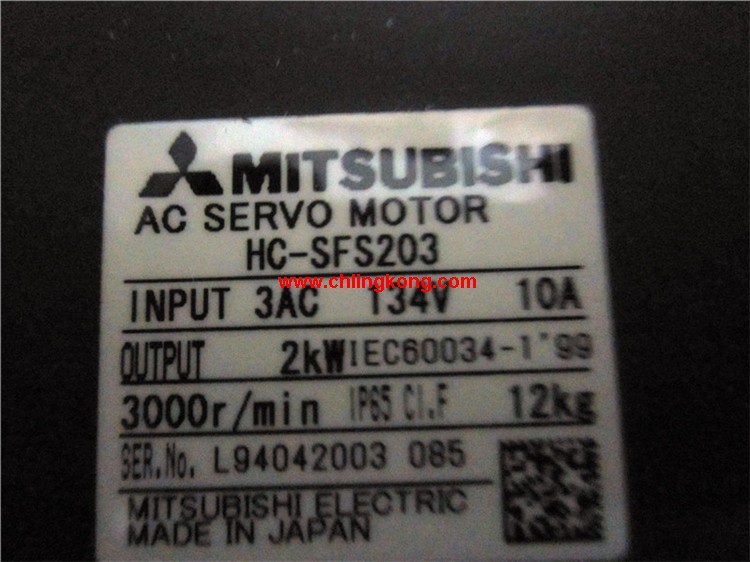 MITSUBISHI
AC SERVO MOTOR
HC-SFS203
www.chlingkong.com
INPUT 3AC 134V 10A
OUTPUT 2kW IEC60034-1'99
3000r/min IP65 Cl.F 12kg
SER.No. L94042003 085
MITSUBISHI ELECTRIC
MADE IN JAPAN